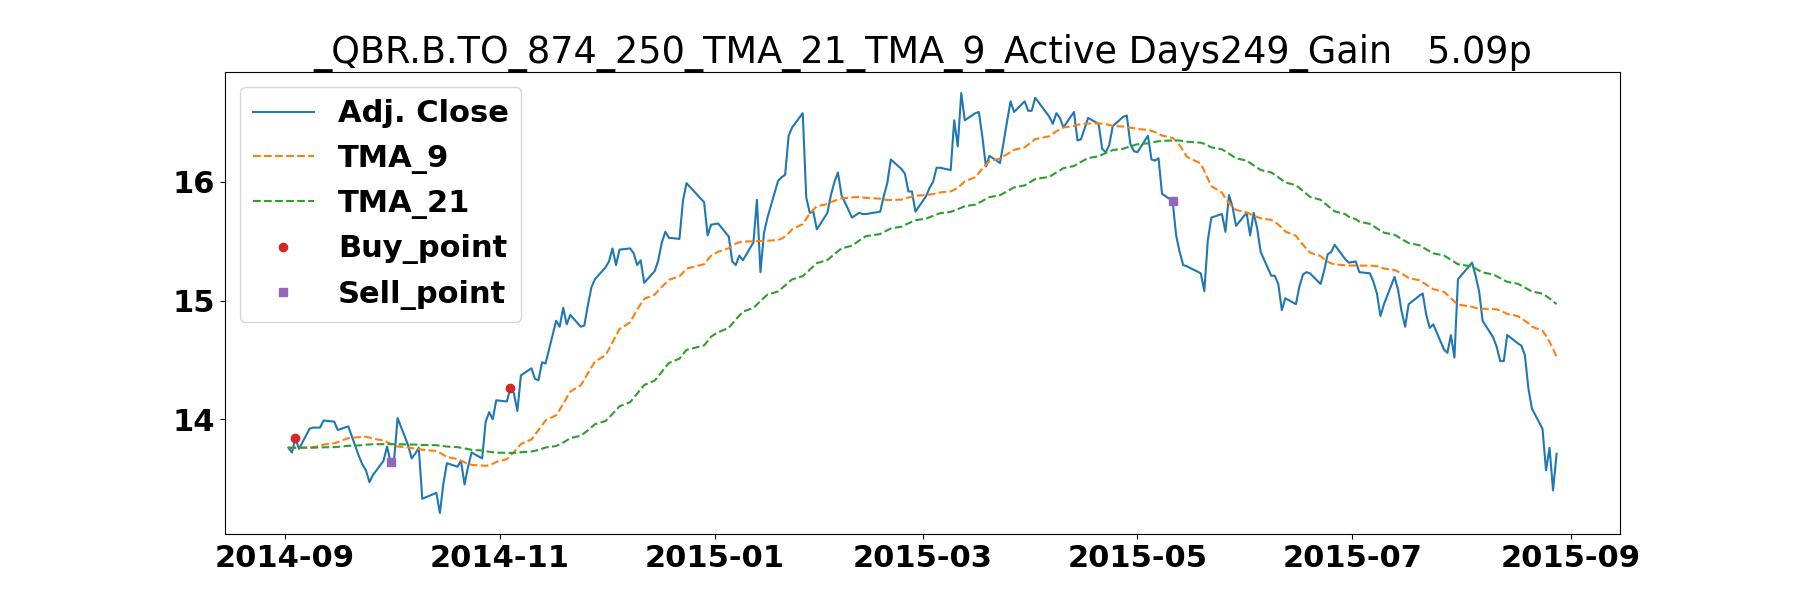 _QBR.B.TO_874_250_TMA_21_TMA_9_Active Days249_Gain   5.09p
Adj. Close
TMA_9
TMA_21
Buy_point
Sell_point
16
15
14
2014-09 2014-11 2015-01 2015-03 2015-05 2015-07 2015-09